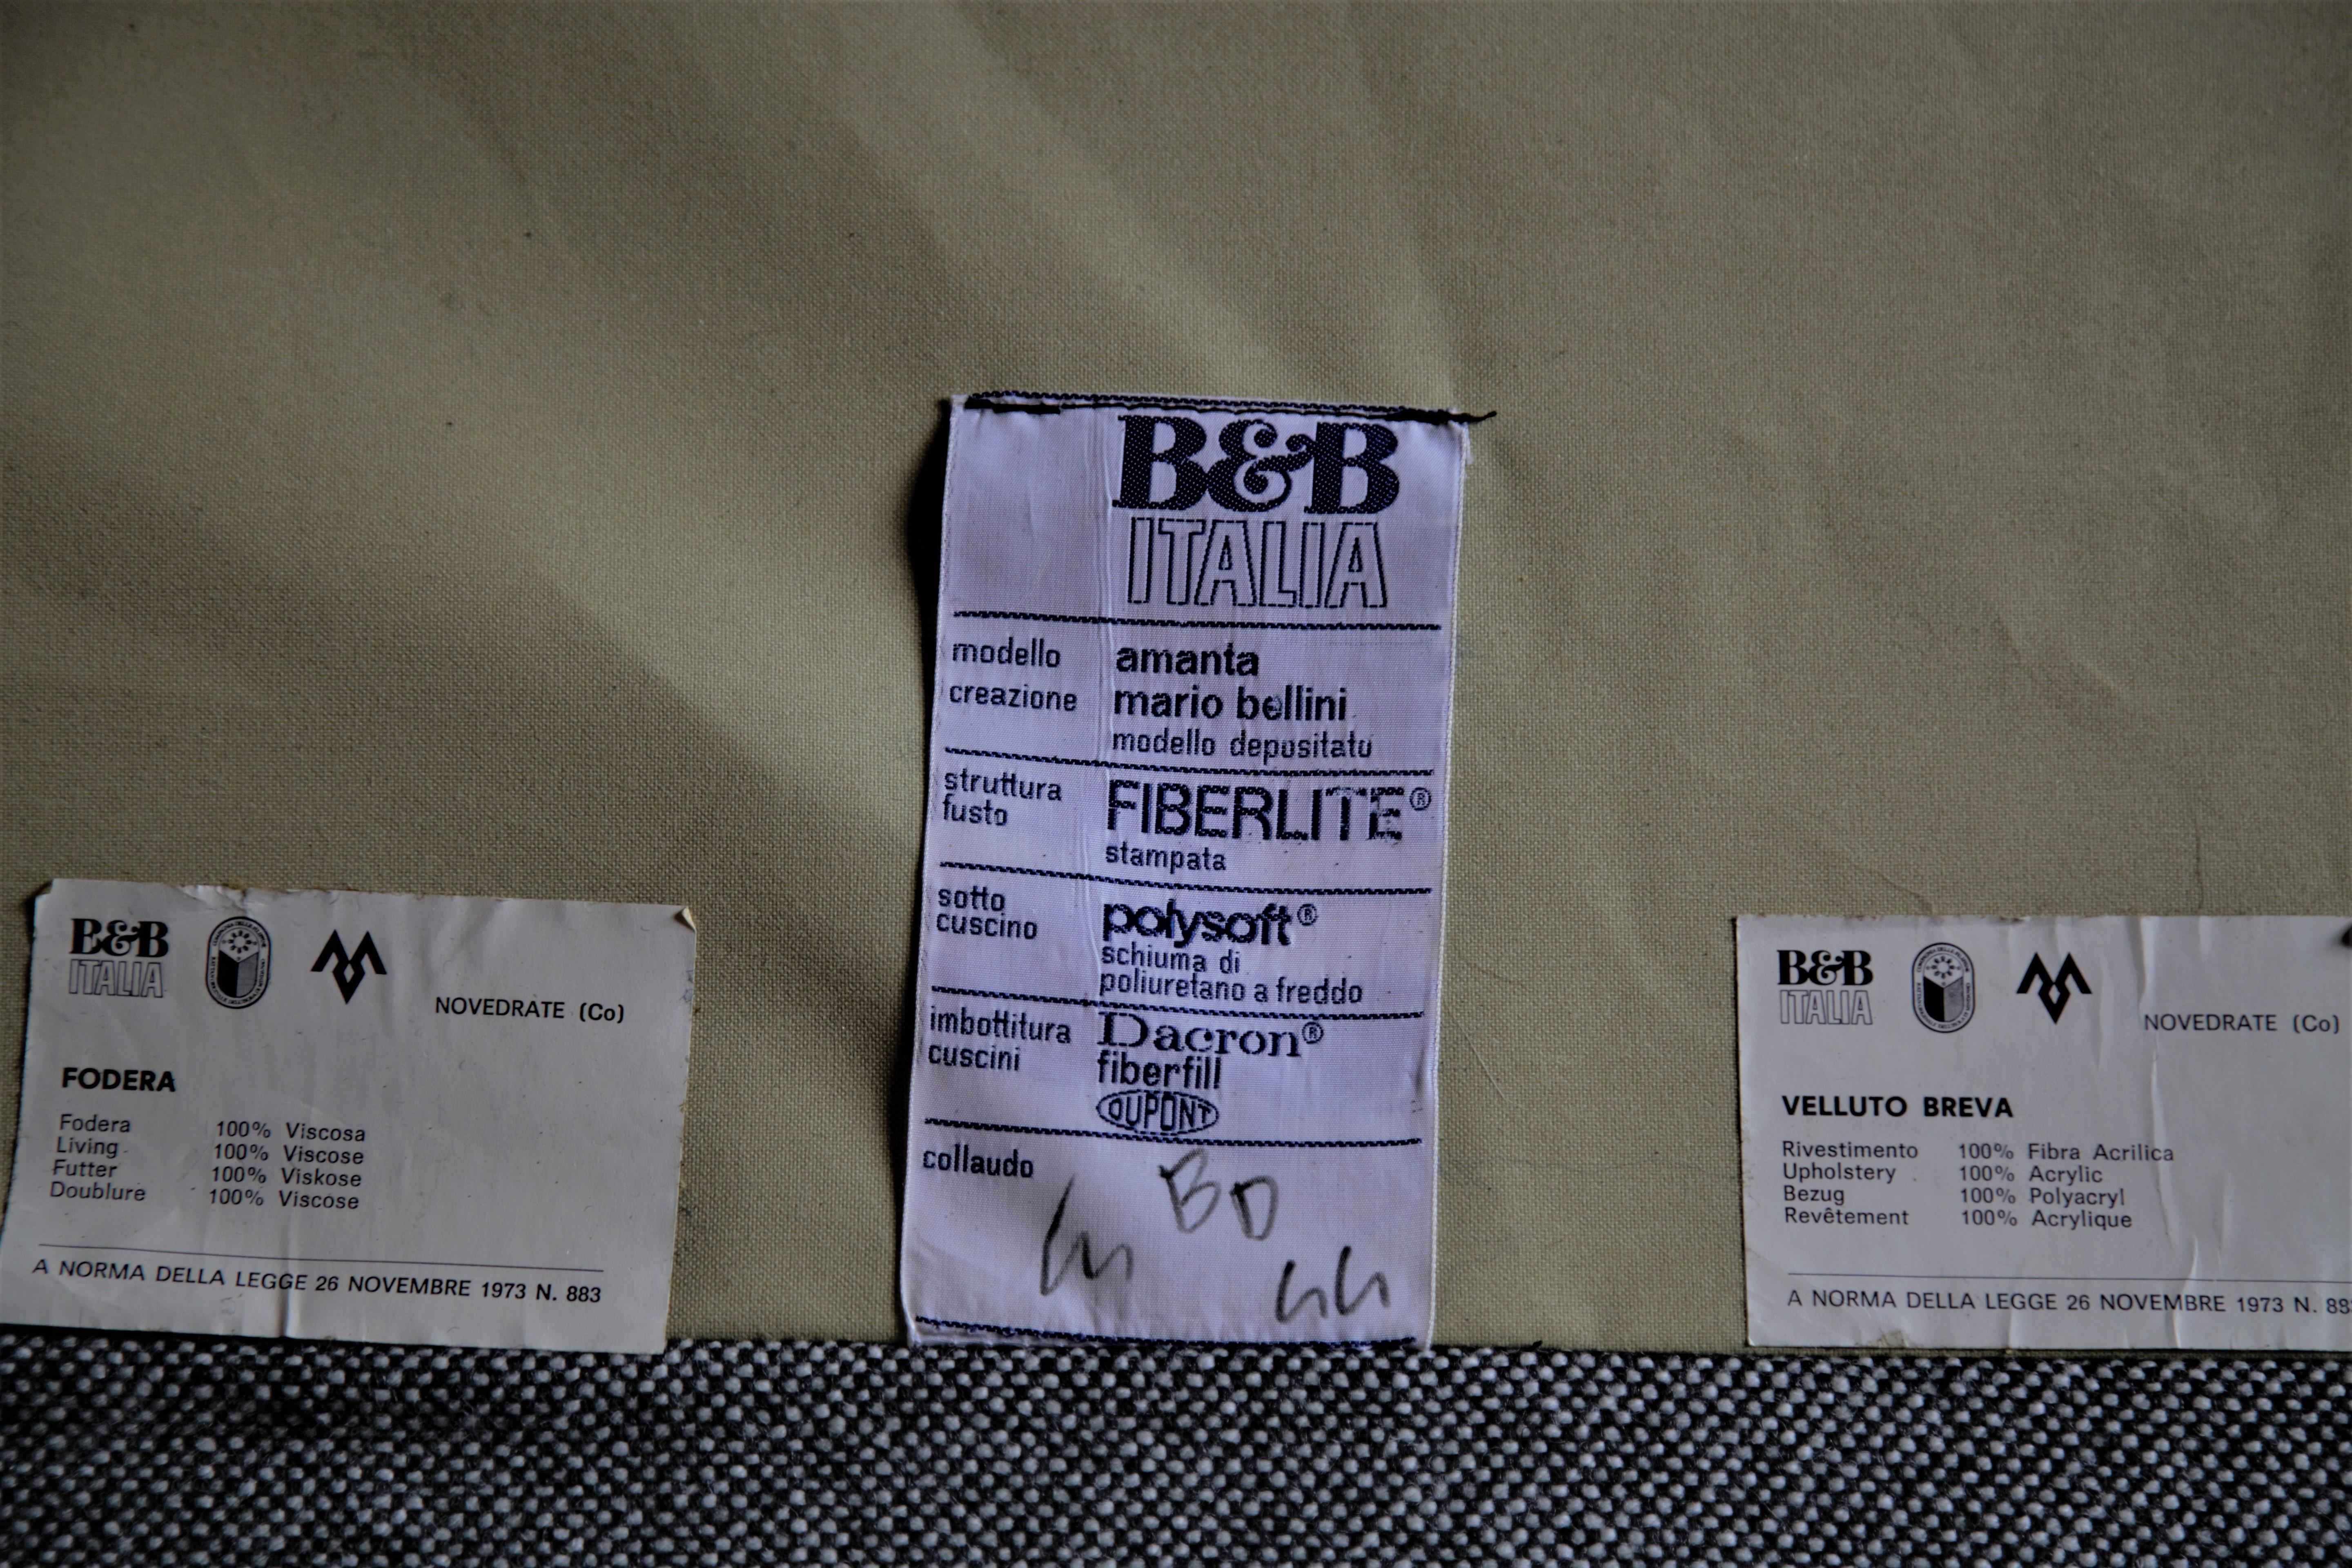 B&B
ITALIA
NOVEDRATE (Co)
FODERA
Fodera 100% Viscosa
Living 100% Viscose
Futter 100% Viskose
Doublure 100% Viscose
A NORMA DELLA LEGGE 26 NOVEMBRE 1973 N. 883
B&B
ITALIA
modello amanta
creazione mario bellini
modello depositato
struttura
fusto
FIBERLITE®
stampata
sotto
cuscino
polysoft®
schiuma di
poliuretano a freddo
imbottitura
cuscini
Dacron®
fiberfill
DUPONT
collaudo
BD
B&B
ITALIA
NOVEDRATE (Co)
VELLUTO BREVA
Rivestimento 100% Fibra Acrilica
Upholstery 100% Acrylic
Bezug 100% Polyacryl
Revêtement 100% Acrylique
A NORMA DELLA LEGGE 26 NOVEMBRE 1973 N. 88